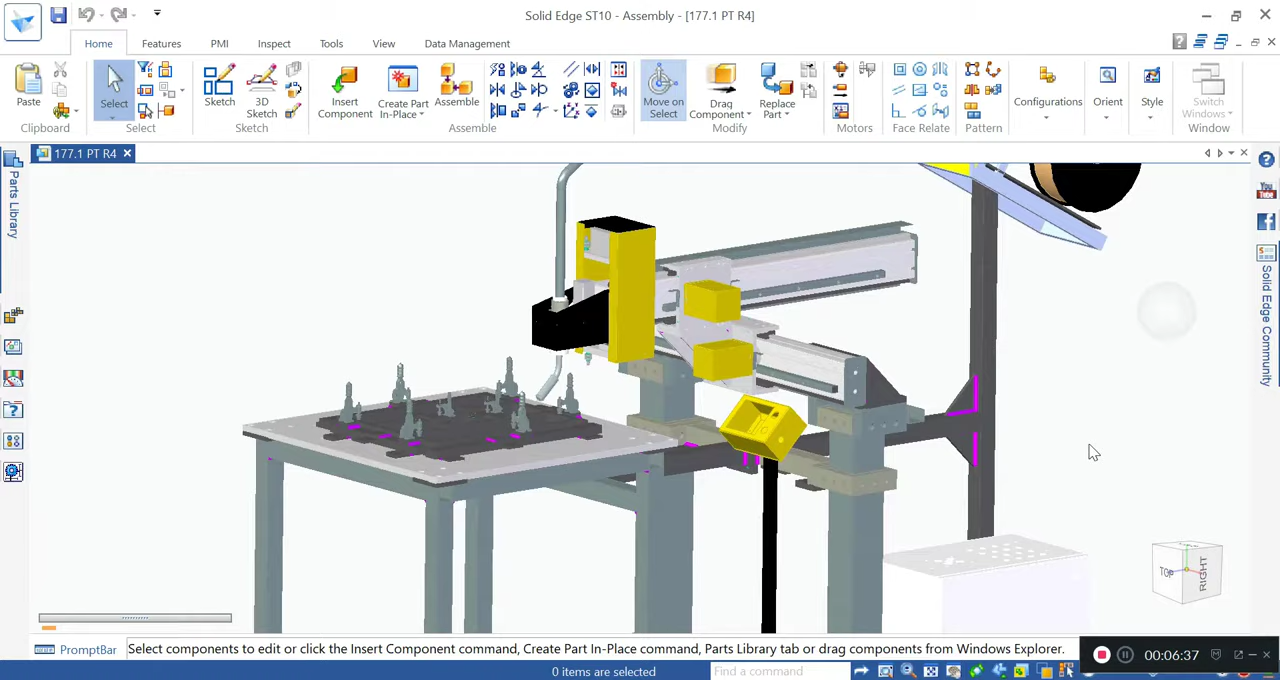 Solid Edge ST10 - Assembly - [177.1 PT R4]
Home Features PMI Inspect Tools View Data Management
Paste
Clipboard
Select
Select
Sketch
3D Sketch
Sketch
Insert Component
Create Part In-Place
Assemble
Assemble
Move on Select
Drag Component
Replace Part
Modify
Motors
Face Relate
Pattern
Configurations
Orient
Style
Switch Windows
Window
177.1 PT R4
Parts Library
You Tube
Solid Edge Community
TOP
RIGHT
PromptBar
Select components to edit or click the Insert Component command, Create Part In-Place command, Parts Library tab or drag components from Windows Explorer.
00:06:37
0 items are selected
Find a command